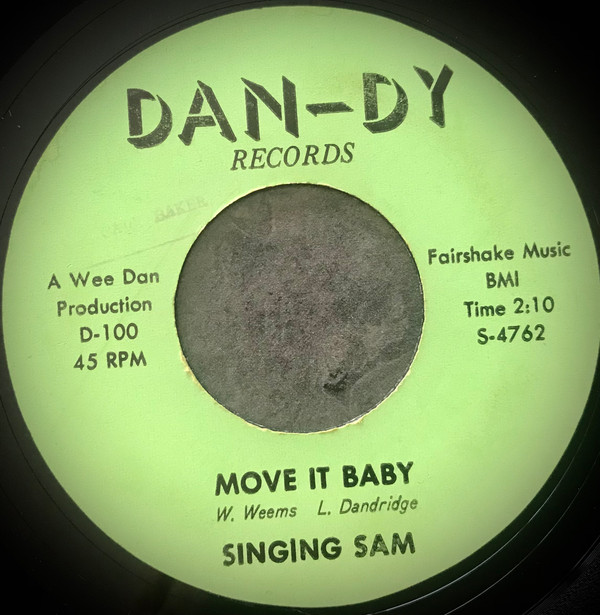 DAN-DY
RECORDS
BAKER
A Wee Dan
Production
D-100
45 RPM
Fairshake Music
BMI
Time 2:10
S-4762
MOVE IT BABY
W. Weems L. Dandridge
SINGING SAM